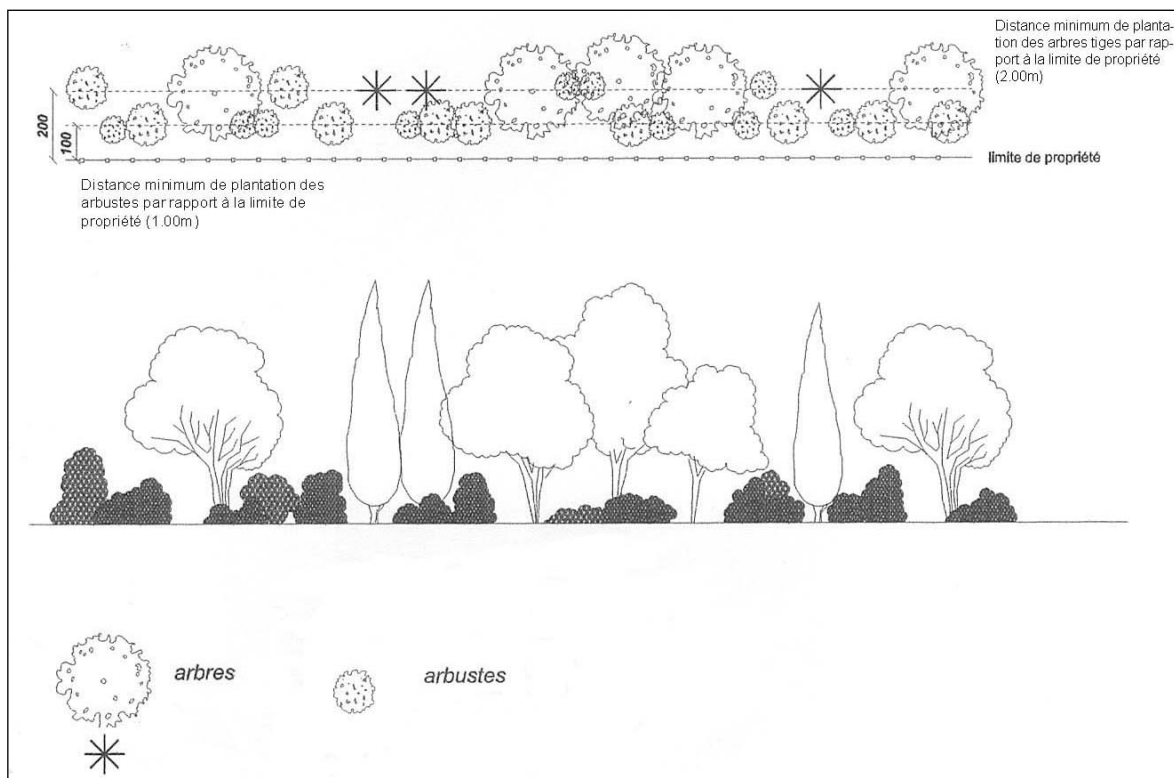 Distance minimum de planta-
tion des arbres tiges par rap-
port à la limite de propriété
(2.00m)
200
100
limite de propriété
Distance minimum de plantation des
arbustes par rapport à la limite de
propriété (1.00m)
arbres
arbustes